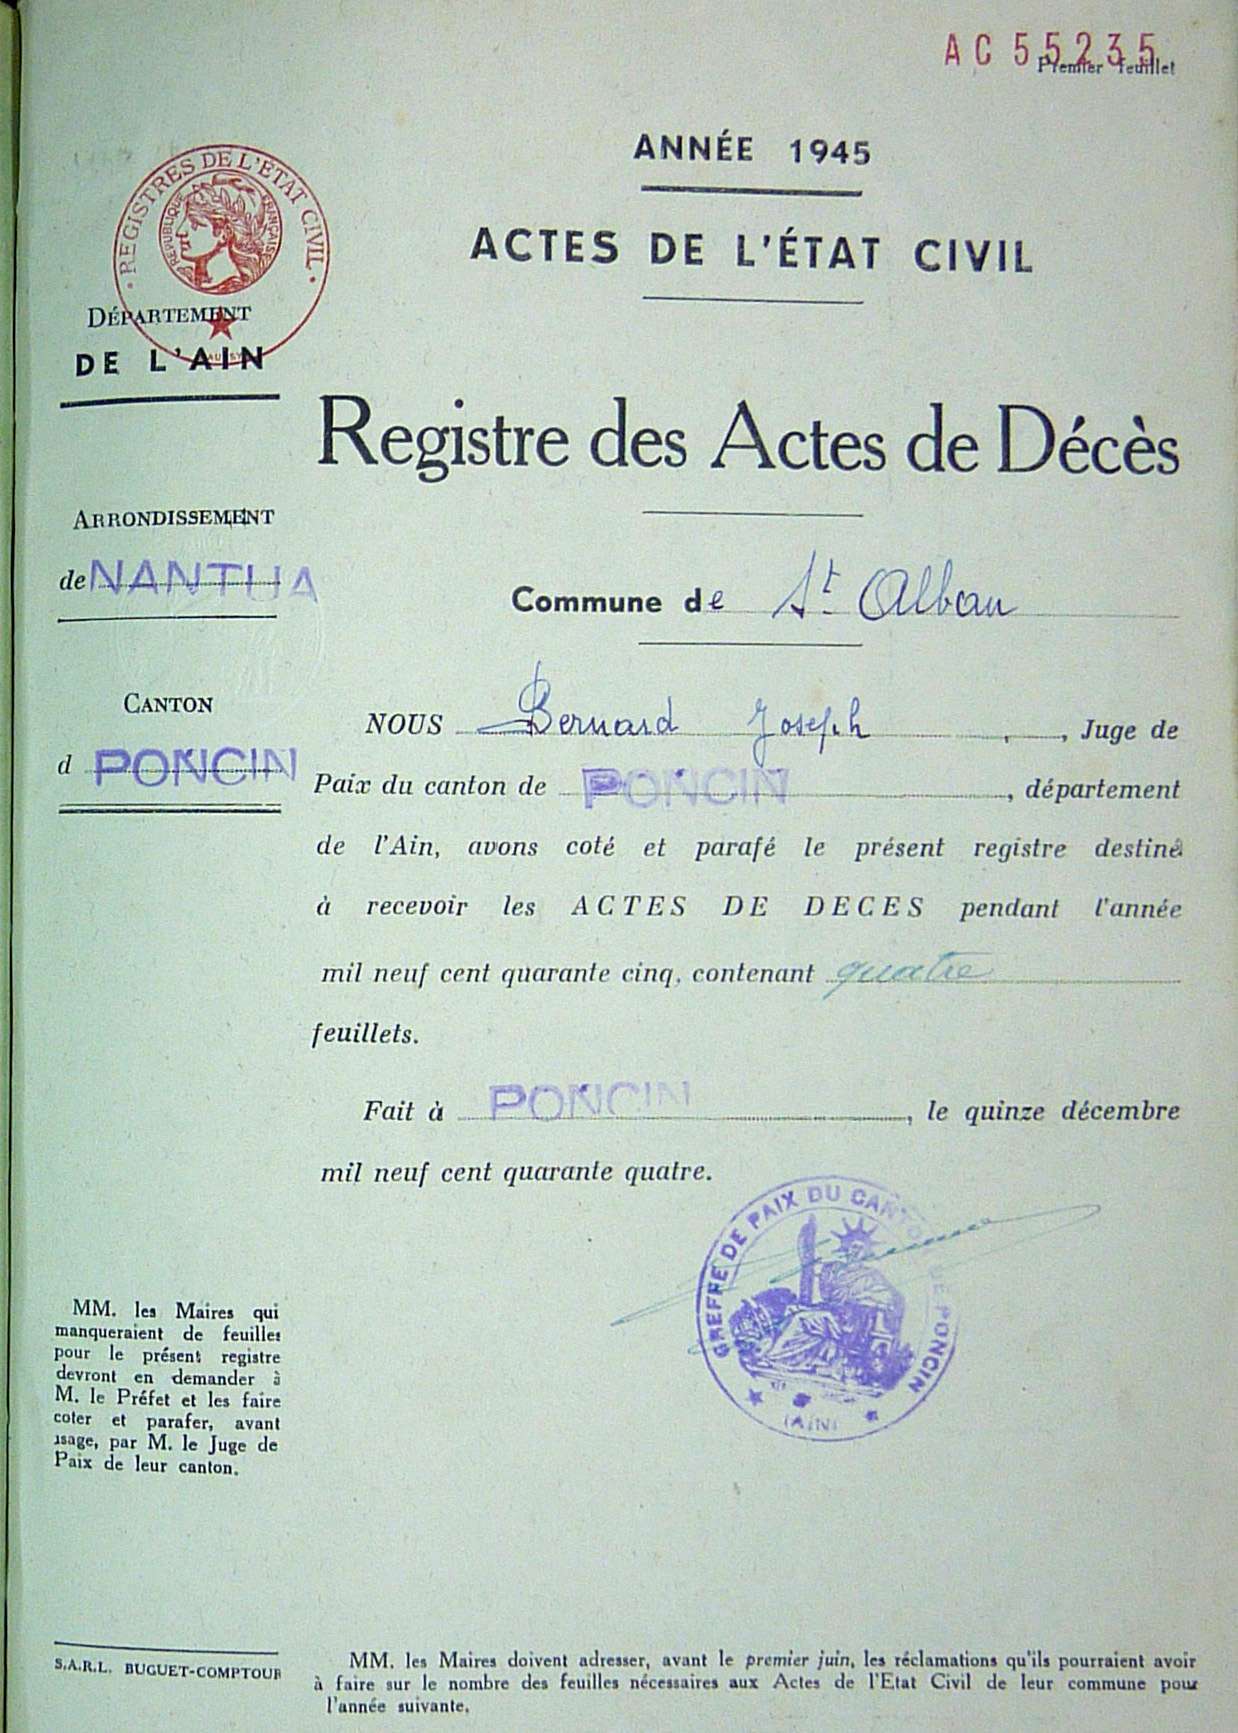 AC 55235
Premier feuillet
ANNÉE 1945
ACTES DE L'ÉTAT CIVIL
REGISTRES DE L'ÉTAT CIVIL
RÉPUBLIQUE FRANÇAISE
DÉPARTEMENT
DE L'AIN
Registre des Actes de Décès
ARRONDISSEMENT
de NANTUA
Commune de St Alban
CANTON
d PONCIN
NOUS Bernard Joseph, Juge de
Paix du canton de PONCIN, département
de l'Ain, avons coté et parafé le présent registre destiné
à recevoir les ACTES DE DECES pendant l'année
mil neuf cent quarante cinq, contenant quatre
feuillets.
Fait à PONCIN, le quinze décembre
mil neuf cent quarante quatre.
GREFFE DE PAIX DU CANTON DE PONCIN
(AIN)
MM. les Maires qui
manqueraient de feuilles
pour le présent registre
devront en demander à
M. le Préfet et les faire
coter et parafer, avant
usage, par M. le Juge de
Paix de leur canton.
S.A.R.L. BUGUET-COMPTOUR
MM. les Maires doivent adresser, avant le premier juin, les réclamations qu'ils pourraient avoir
à faire sur le nombre des feuilles nécessaires aux Actes de l'Etat Civil de leur commune pour
l'année suivante.